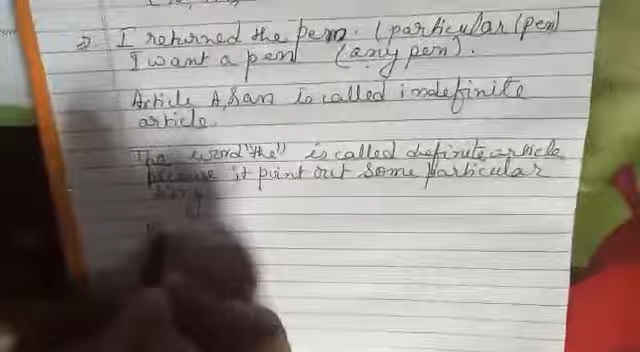 2) I returned the pen. (particular (pen)
I want a pen (any pen).
Article A, & an is called indefinite
article.
The word "the" is called definite article
because it point out some particular